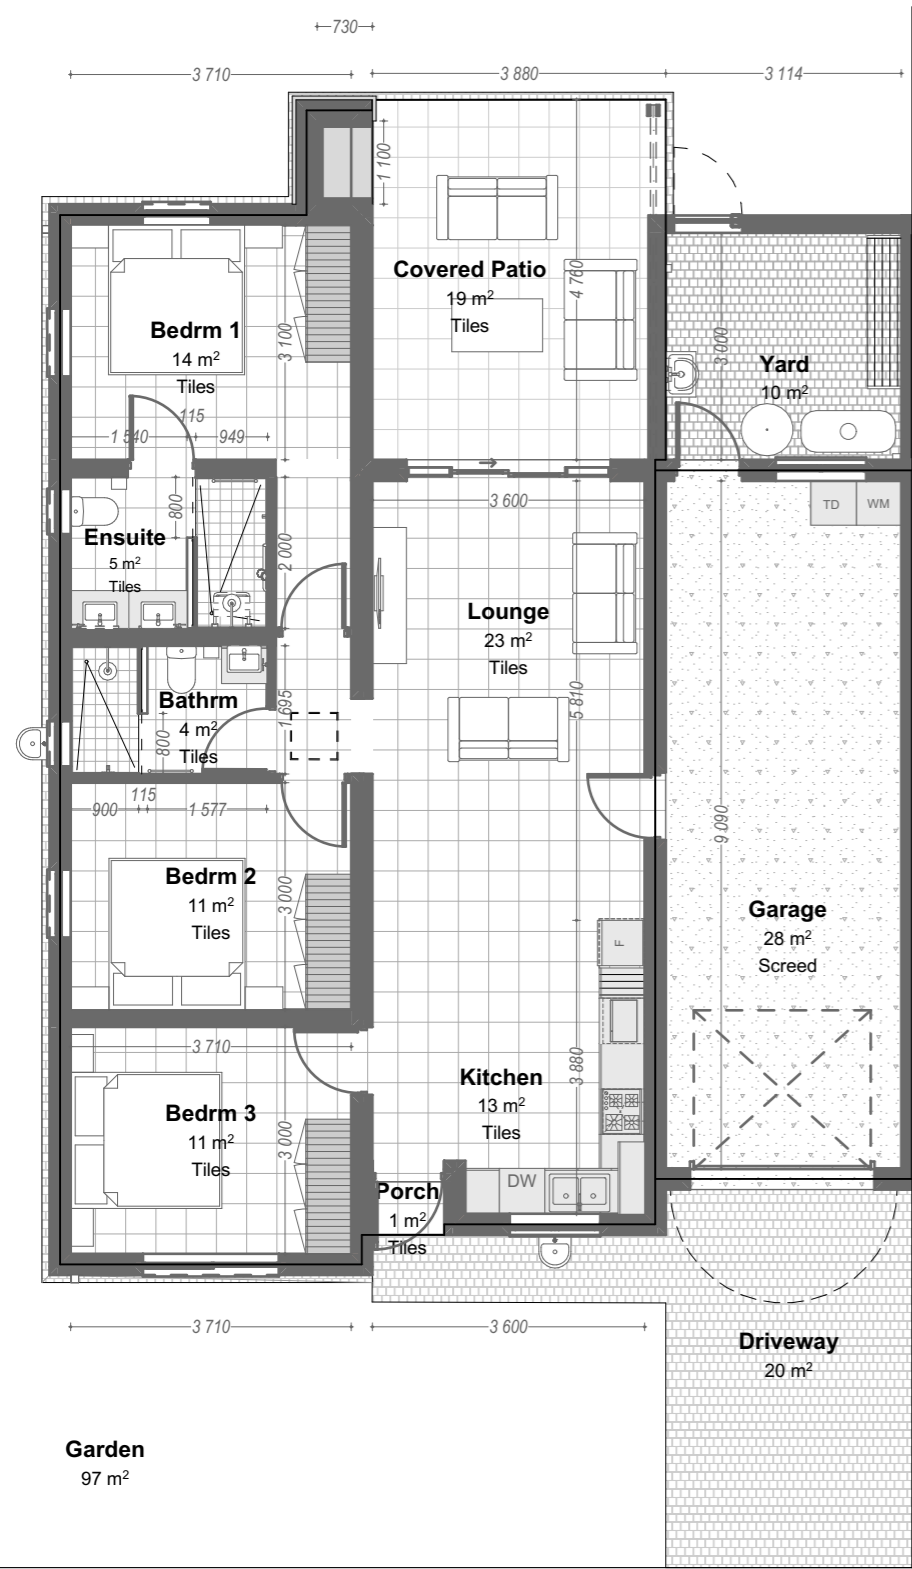 730
3 710
3 880
3 114
1 100
Covered Patio
19 m²
Tiles
4 760
Bedrm 1
14 m²
Tiles
3 100
3 000
Yard
10 m²
115
1 540
949
3 600
TD
WM
800
Ensuite
5 m²
Tiles
2 000
Lounge
23 m²
Tiles
5 810
Bathrm
4 m²
Tiles
1 695
800
115
900
1 577
9 090
Bedrm 2
11 m²
Tiles
3 000
Garage
28 m²
Screed
F
3 710
3 880
Kitchen
13 m²
Tiles
Bedrm 3
11 m²
Tiles
3 000
DW
Porch
1 m²
Tiles
3 710
3 600
Driveway
20 m²
Garden
97 m²